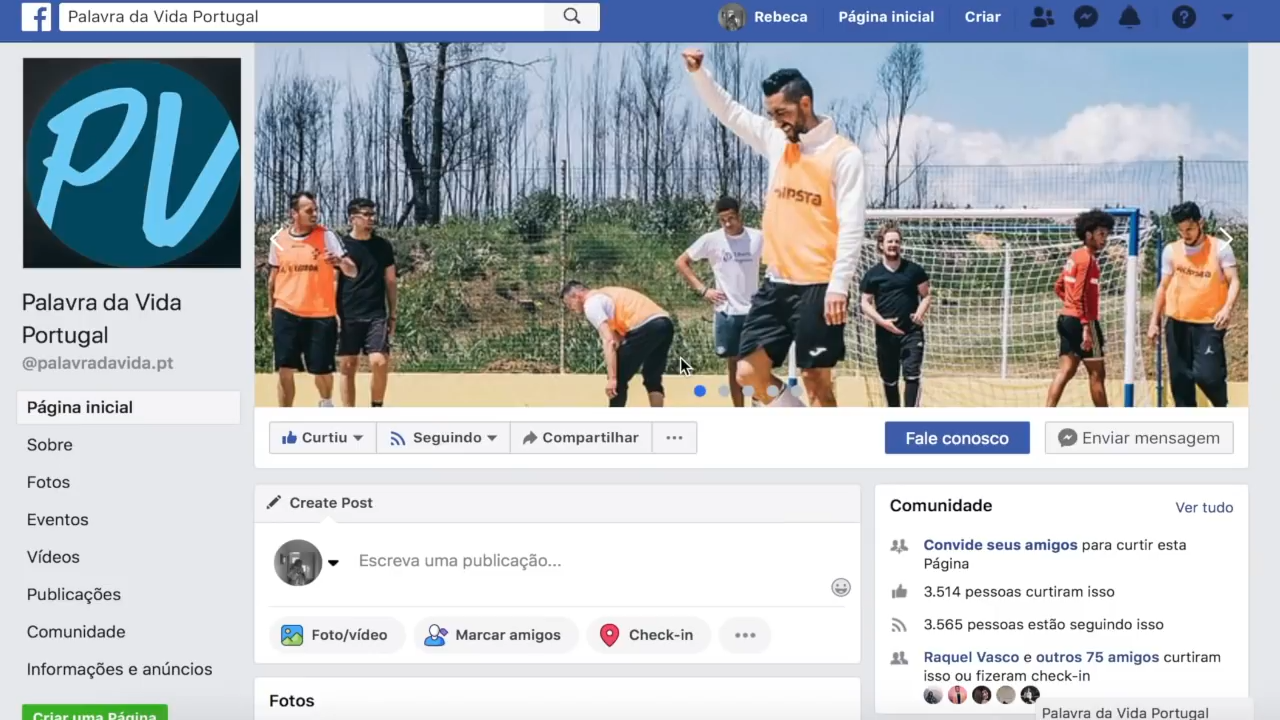 Palavra da Vida Portugal
Rebeca
Página inicial
Criar
PV
Palavra da Vida
Portugal
@palavradavida.pt
Página inicial
Sobre
Fotos
Eventos
Vídeos
Publicações
Comunidade
Informações e anúncios
Criar uma Página
Curtiu
Seguindo
Compartilhar
Fale conosco
Enviar mensagem
Create Post
Escreva uma publicação...
Foto/vídeo
Marcar amigos
Check-in
Fotos
Comunidade
Ver tudo
Convide seus amigos para curtir esta
Página
3.514 pessoas curtiram isso
3.565 pessoas estão seguindo isso
Raquel Vasco e outros 75 amigos curtiram
isso ou fizeram check-in
Palavra da Vida Portugal